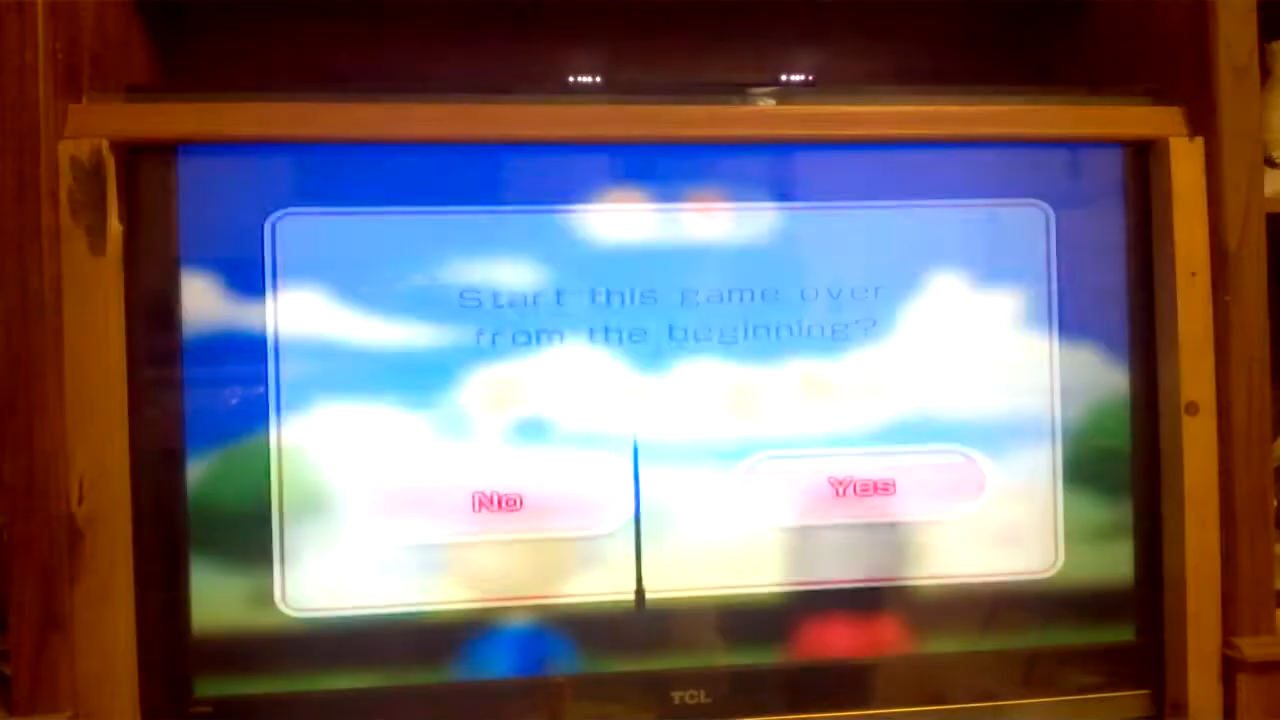 Start this game over
from the beginning?
No
Yes
TCL